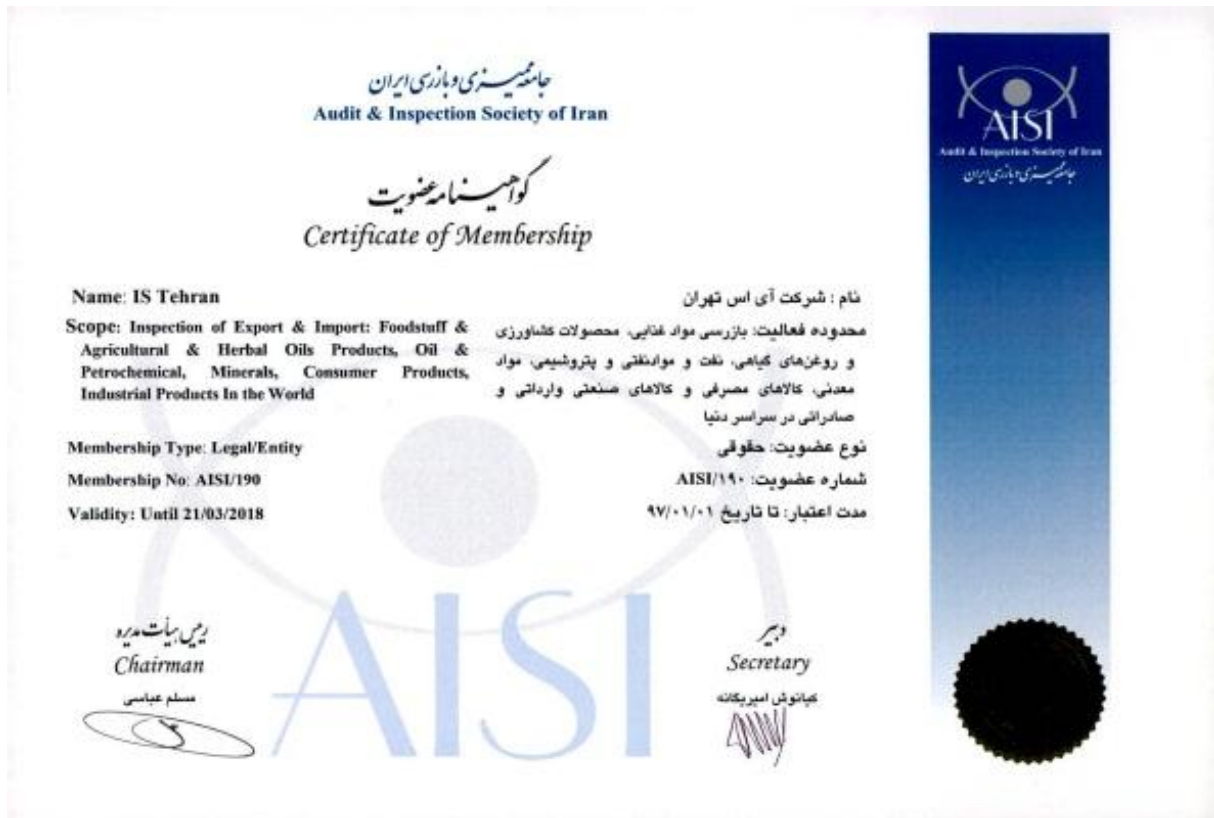 جامعه ممیزی و بازرسی ایران
Audit & Inspection Society of Iran
گواهینامه عضویت
Certificate of Membership
Name: IS Tehran
Scope: Inspection of Export & Import: Foodstuff &
Agricultural & Herbal Oils Products, Oil &
Petrochemical, Minerals, Consumer Products,
Industrial Products In the World
Membership Type: Legal/Entity
Membership No: AISI/190
Validity: Until 21/03/2018
نام : شرکت آی اس تهران
محدوده فعالیت: بازرسی مواد غذایی، محصولات کشاورزی
و روغن‌های گیاهی، نفت و موادنفتی و پتروشیمی، مواد
معدنی، کالاهای مصرفی و کالاهای صنعتی وارداتی و
صادراتی در سراسر دنیا
نوع عضویت: حقوقی
شماره عضویت: AISI/۱۹۰
مدت اعتبار: تا تاریخ ۹۷/۰۱/۰۱
رییس هیأت مدیره
Chairman
مسلم عباسی
دبیر
Secretary
کیانوش امیریگانه
AISI
AISI
Audit & Inspection Society of Iran
جامعه ممیزی و بازرسی ایران